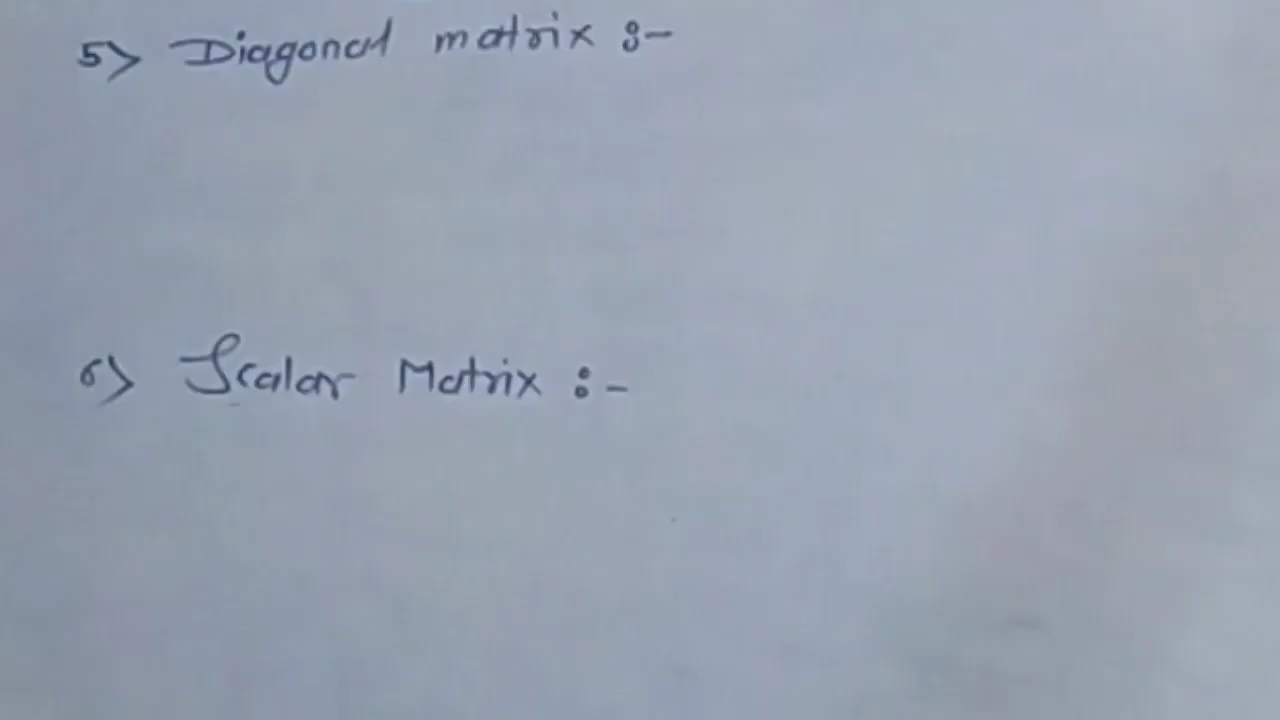 5> Diagonal matrix :-
6> Scalar Matrix :-